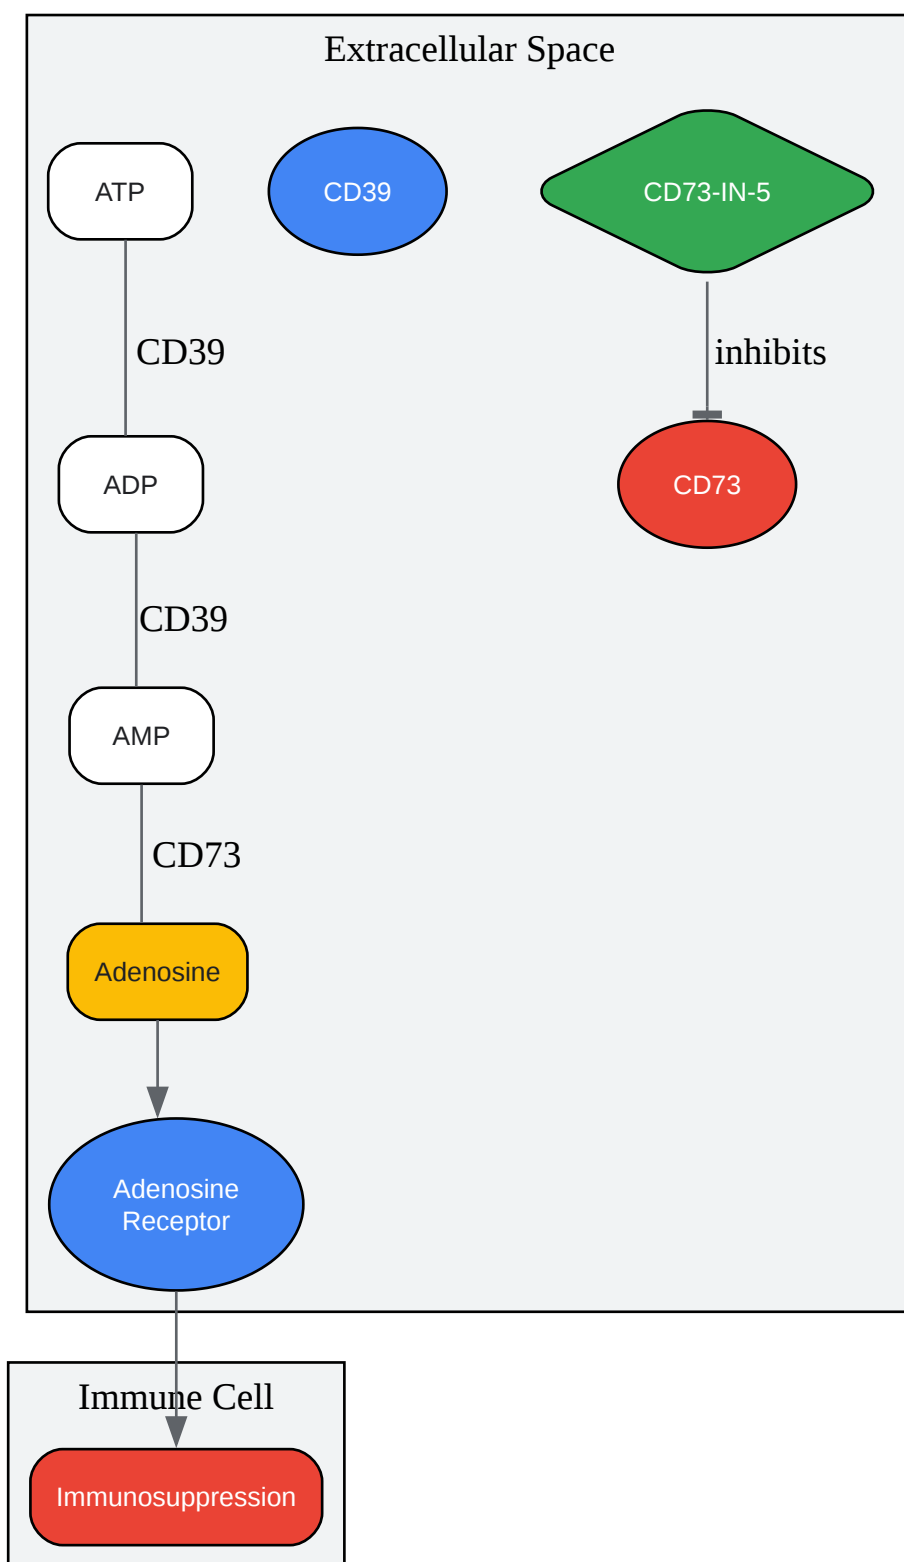 Extracellular Space
ATP
CD39
CD73-IN-5
CD39
inhibits
ADP
CD73
CD39
AMP
CD73
Adenosine
Adenosine
Receptor
Immune Cell
Immunosuppression